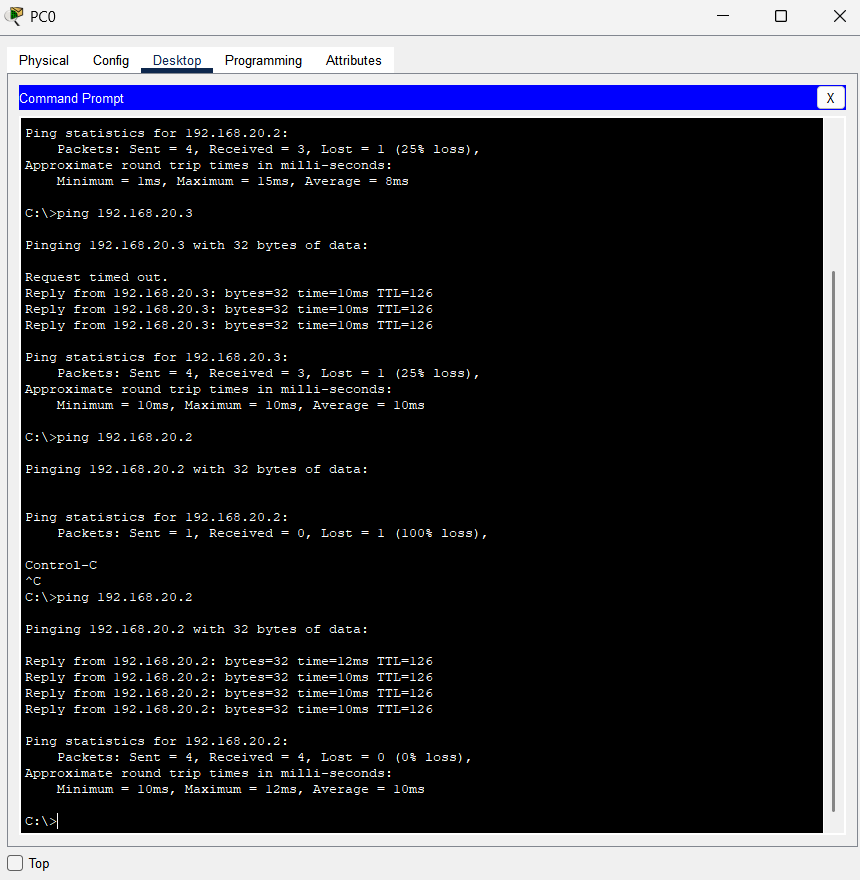 PC0
Physical Config Desktop Programming Attributes
Command Prompt X
Ping statistics for 192.168.20.2:
    Packets: Sent = 4, Received = 3, Lost = 1 (25% loss),
Approximate round trip times in milli-seconds:
    Minimum = 1ms, Maximum = 15ms, Average = 8ms
C:\>ping 192.168.20.3
Pinging 192.168.20.3 with 32 bytes of data:
Request timed out.
Reply from 192.168.20.3: bytes=32 time=10ms TTL=126
Reply from 192.168.20.3: bytes=32 time=10ms TTL=126
Reply from 192.168.20.3: bytes=32 time=10ms TTL=126
Ping statistics for 192.168.20.3:
    Packets: Sent = 4, Received = 3, Lost = 1 (25% loss),
Approximate round trip times in milli-seconds:
    Minimum = 10ms, Maximum = 10ms, Average = 10ms
C:\>ping 192.168.20.2
Pinging 192.168.20.2 with 32 bytes of data:
Ping statistics for 192.168.20.2:
    Packets: Sent = 1, Received = 0, Lost = 1 (100% loss),
Control-C
^C
C:\>ping 192.168.20.2
Pinging 192.168.20.2 with 32 bytes of data:
Reply from 192.168.20.2: bytes=32 time=12ms TTL=126
Reply from 192.168.20.2: bytes=32 time=10ms TTL=126
Reply from 192.168.20.2: bytes=32 time=10ms TTL=126
Reply from 192.168.20.2: bytes=32 time=10ms TTL=126
Ping statistics for 192.168.20.2:
    Packets: Sent = 4, Received = 4, Lost = 0 (0% loss),
Approximate round trip times in milli-seconds:
    Minimum = 10ms, Maximum = 12ms, Average = 10ms
C:\>
Top